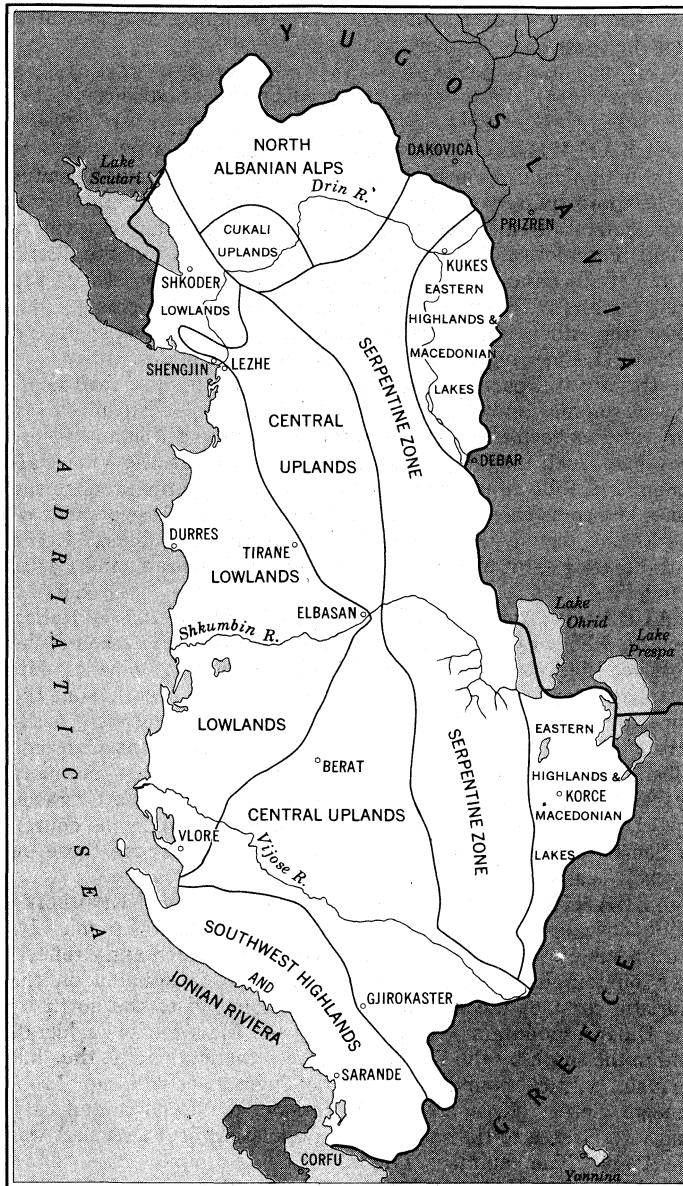 YUGOSLAVIA
NORTH
ALBANIAN ALPS
DAKOVICA
Lake
Scutari
Drin R.
PRIZREN
CUKALI
UPLANDS
KUKES
SHKODER
EASTERN
LOWLANDS
HIGHLANDS &
MACEDONIAN
SHENGJIN
LEZHE
LAKES
SERPENTINE ZONE
CENTRAL
UPLANDS
DEBAR
ADRIATIC SEA
DURRES
TIRANE
LOWLANDS
ELBASAN
Lake
Ohrid
Shkumbin R.
Lake
Prespa
LOWLANDS
EASTERN
SERPENTINE ZONE
BERAT
HIGHLANDS &
KORCE
CENTRAL UPLANDS
MACEDONIAN
VLORË
Vijose R.
LAKES
SOUTHWEST HIGHLANDS
AND
IONIAN RIVIERA
GJIROKASTER
GREECE
SARANDE
CORFU
Yannina